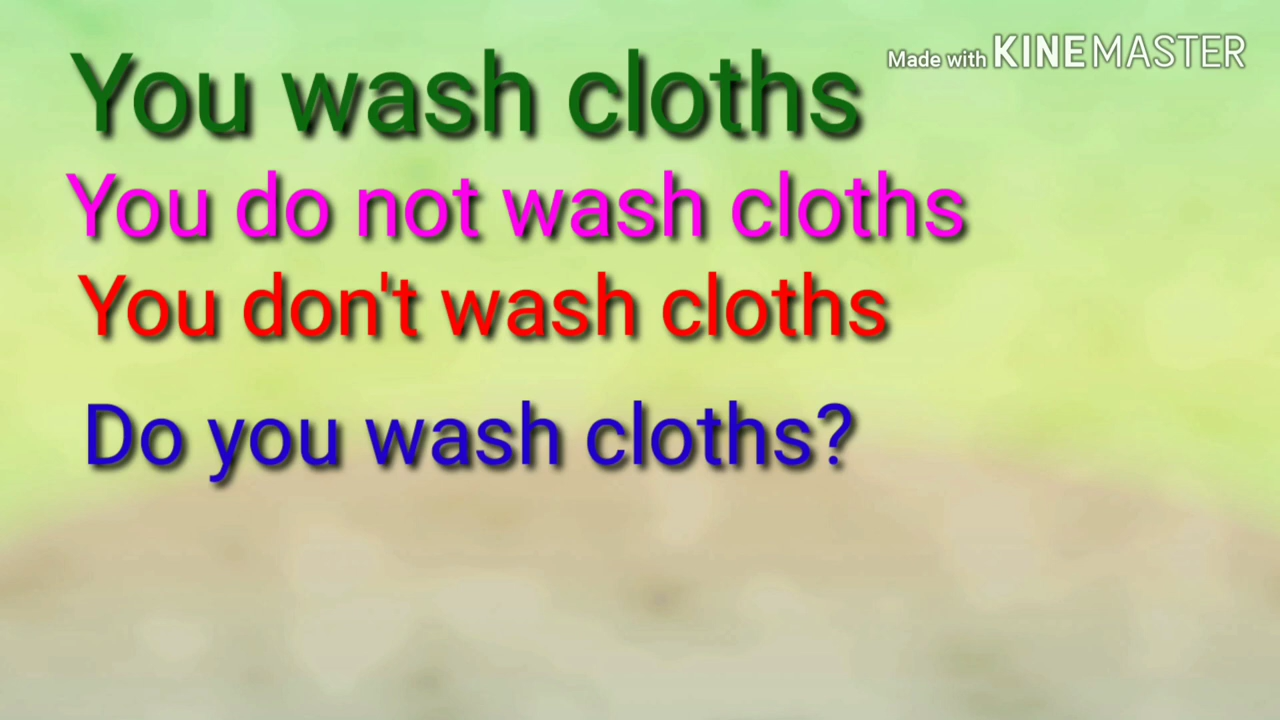 You wash cloths
Made with KINEMASTER
You do not wash cloths
You don't wash cloths
Do you wash cloths?